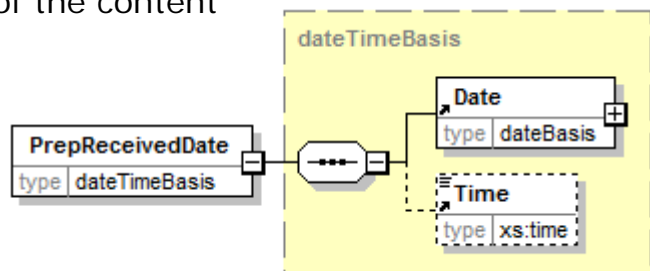 of the content
dateTimeBasis
Date
type dateBasis
PrepReceivedDate
type dateTimeBasis
Time
type xs:time